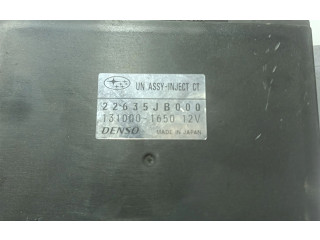 UN ASSY-INJECT CT
22635JB000
131000-1650 12V
DENSO MADE IN JAPAN